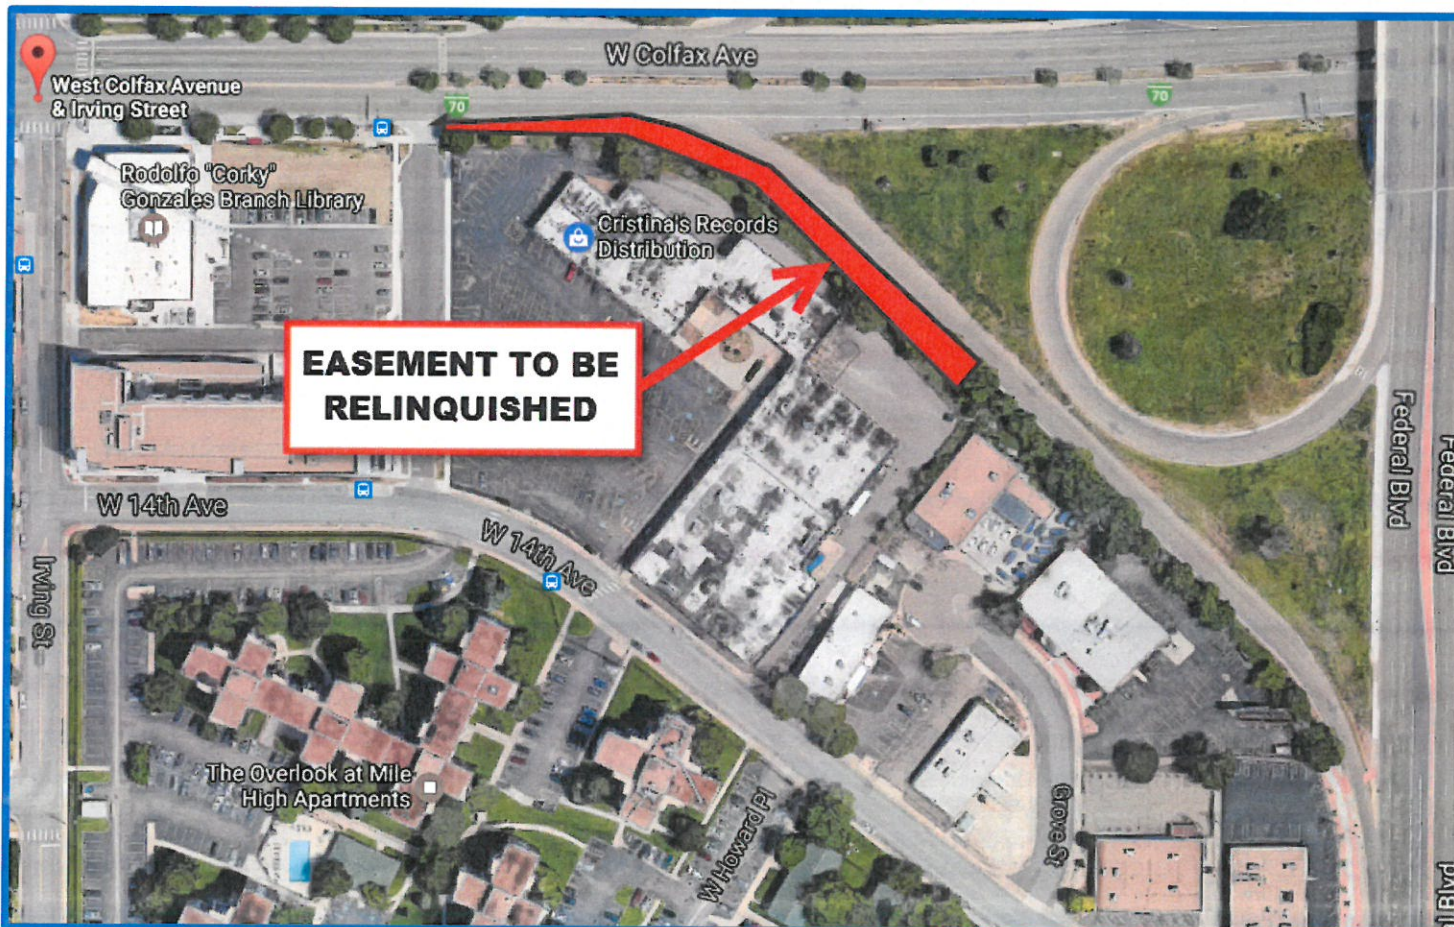 W Colfax Ave
West Colfax Avenue
& Irving Street
70
70
Rodolfo "Corky"
Gonzales Branch Library
Cristina's Records
Distribution
EASEMENT TO BE
RELINQUISHED
W 14th Ave
W 14th Ave
Irving St
Federal Blvd
Federal Blvd
The Overlook at Mile
High Apartments
W Howard Pl
Grove St
Blvd